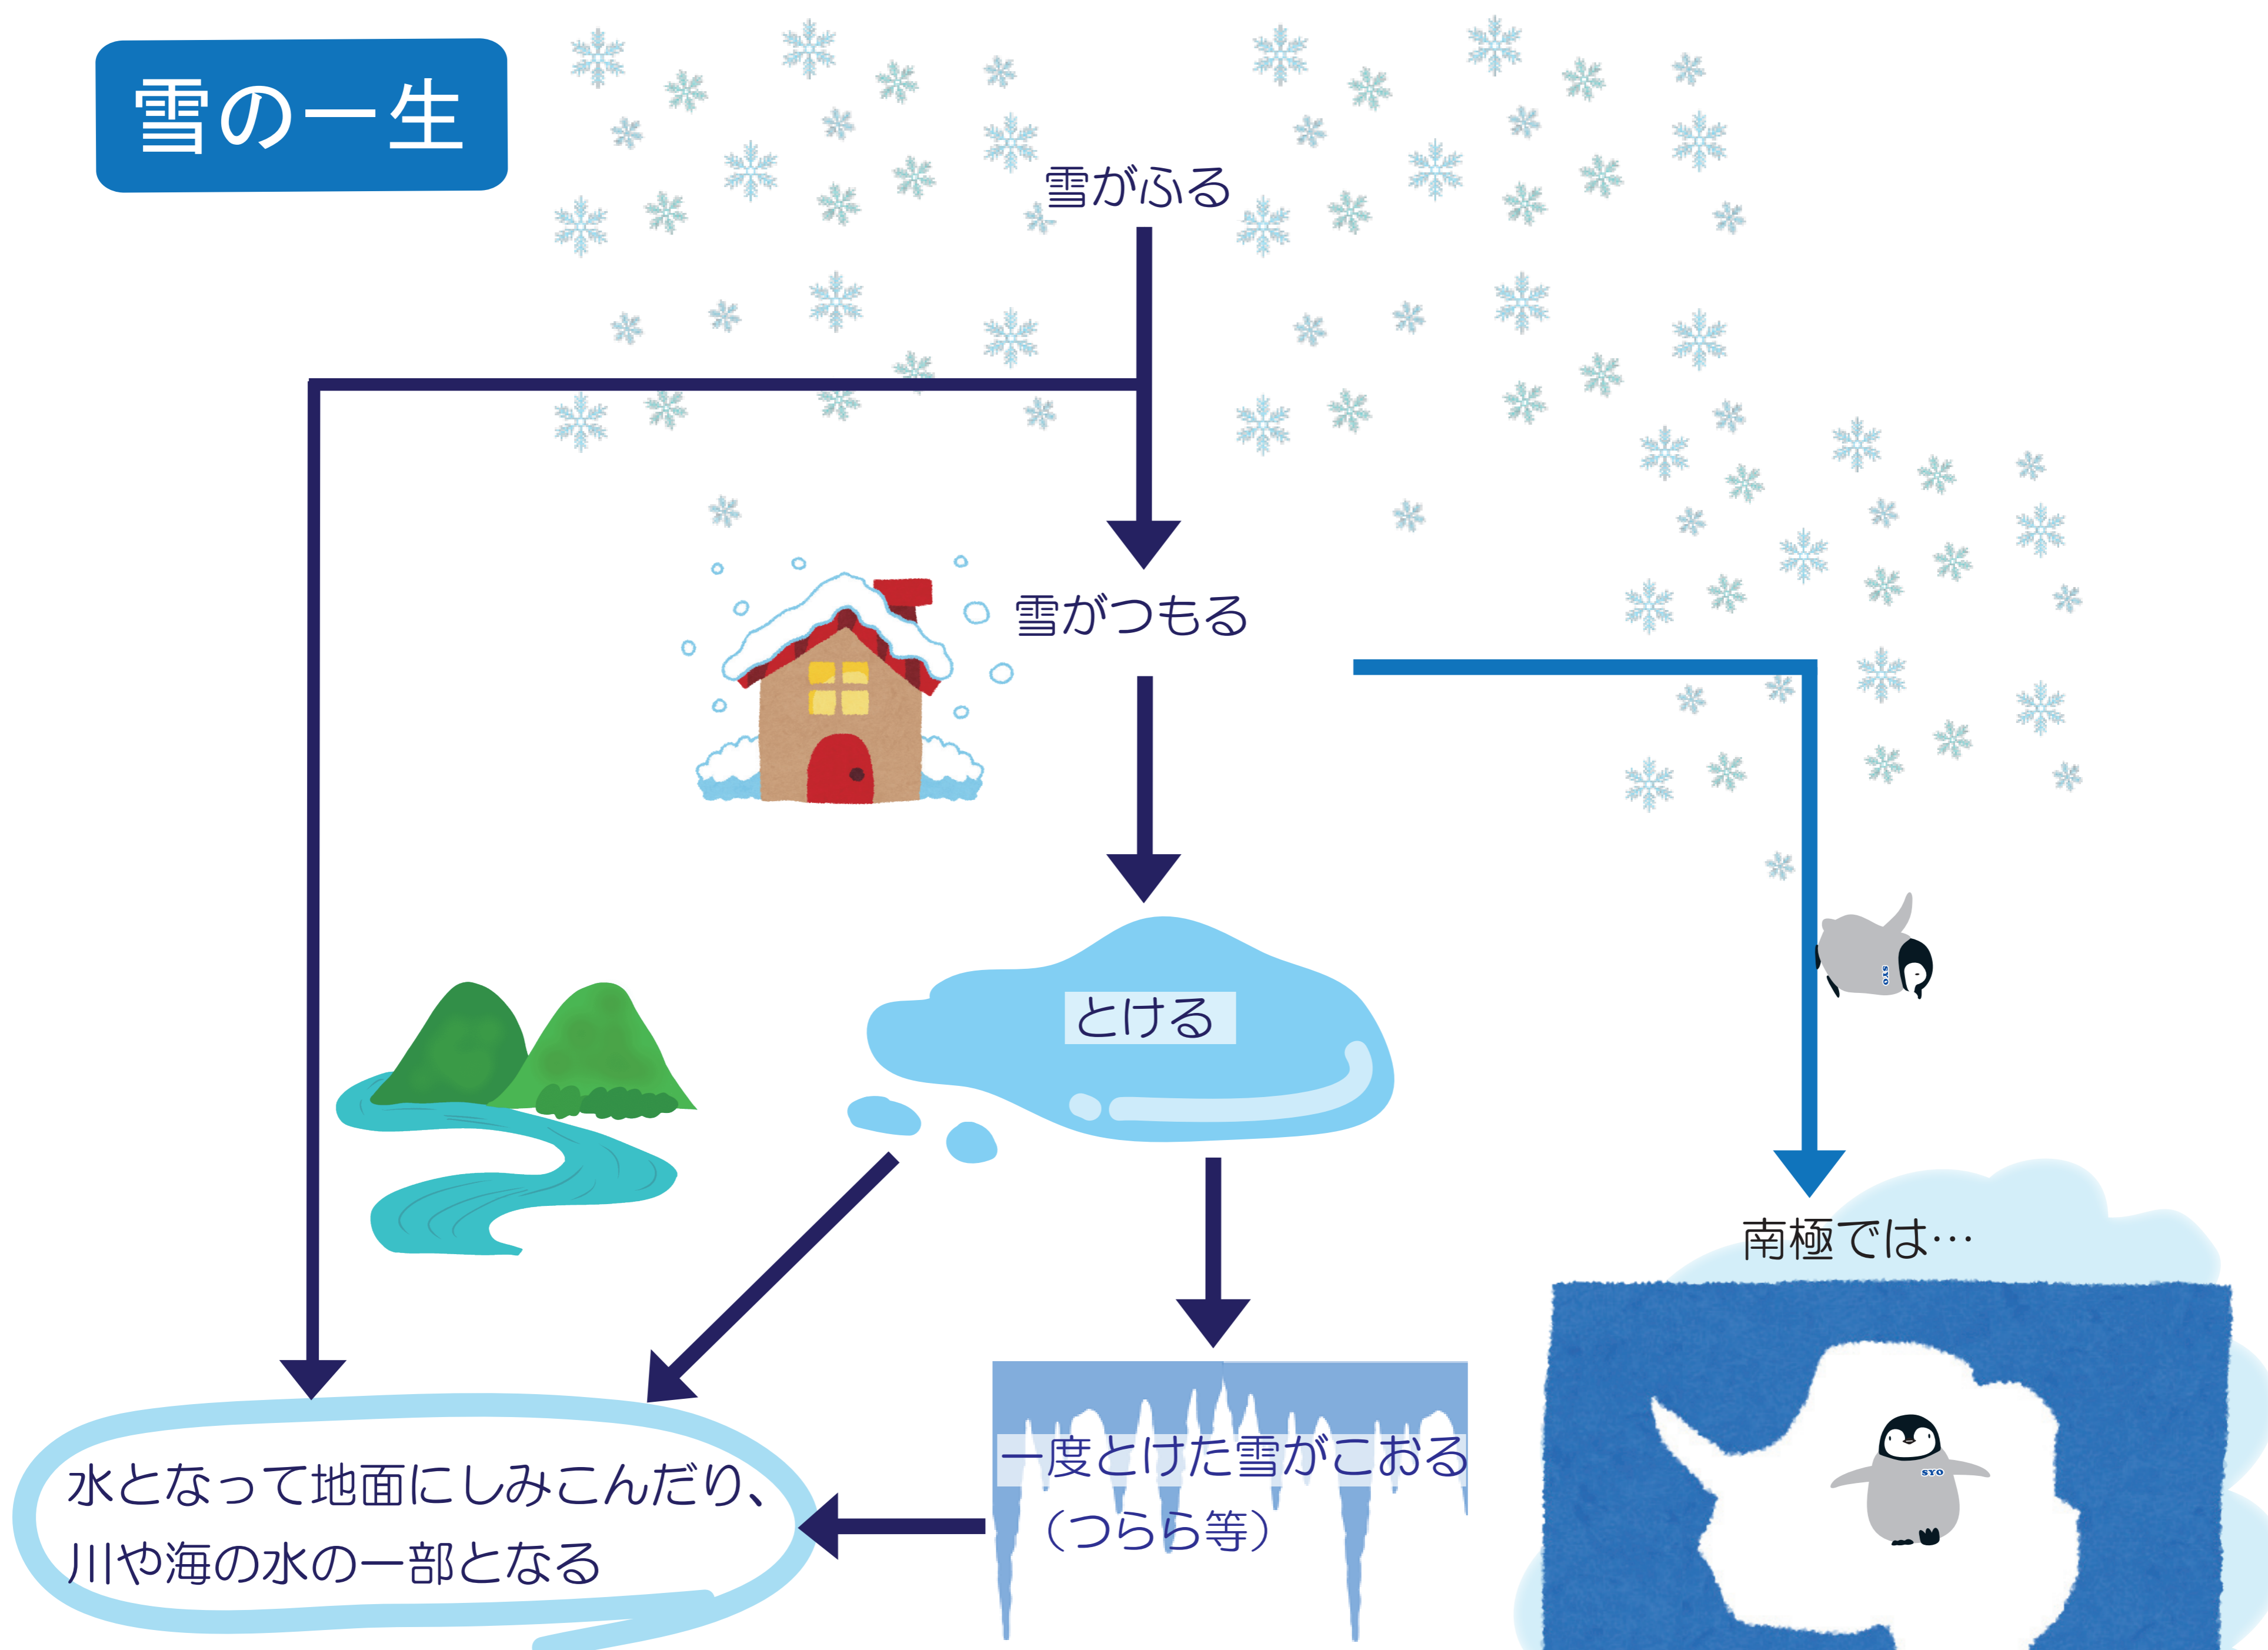 雪の一生
雪がふる
雪がつもる
とける
SYO
南極では…
SYO
一度とけた雪がこおる
（つらら等）
水となって地面にしみこんだり、
川や海の水の一部となる